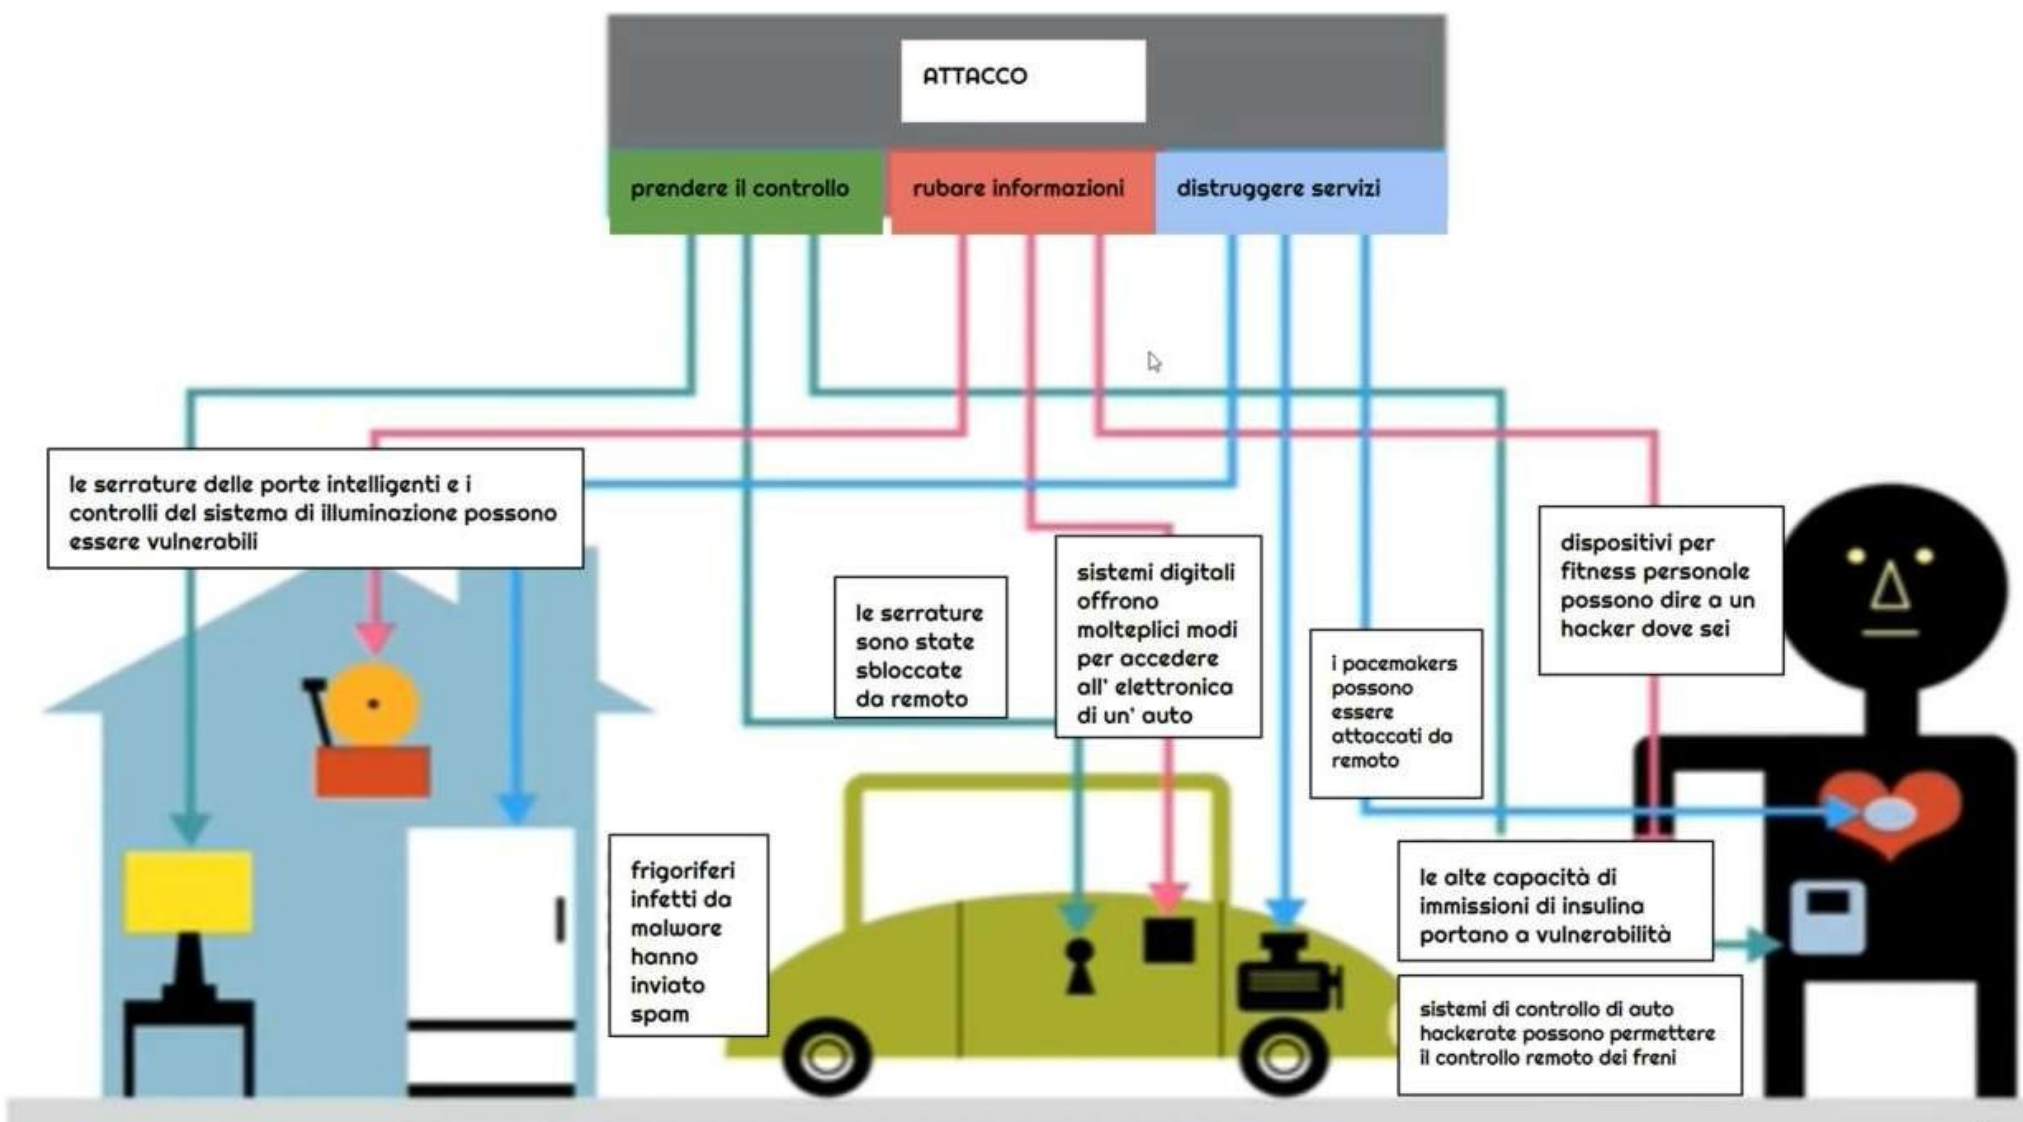 ATTACCO
prendere il controllo
rubare informazioni
distruggere servizi
le serrature delle porte intelligenti e i
controlli del sistema di illuminazione possono
essere vulnerabili
le serrature
sono state
sbloccate
da remoto
sistemi digitali
offrono
molteplici modi
per accedere
all' elettronica
di un' auto
i pacemakers
possono
essere
attaccati da
remoto
dispositivi per
fitness personale
possono dire a un
hacker dove sei
frigoriferi
infetti da
malware
hanno
inviato
spam
le alte capacità di
immissioni di insulina
portano a vulnerabilità
sistemi di controllo di auto
hackerate possono permettere
il controllo remoto dei freni